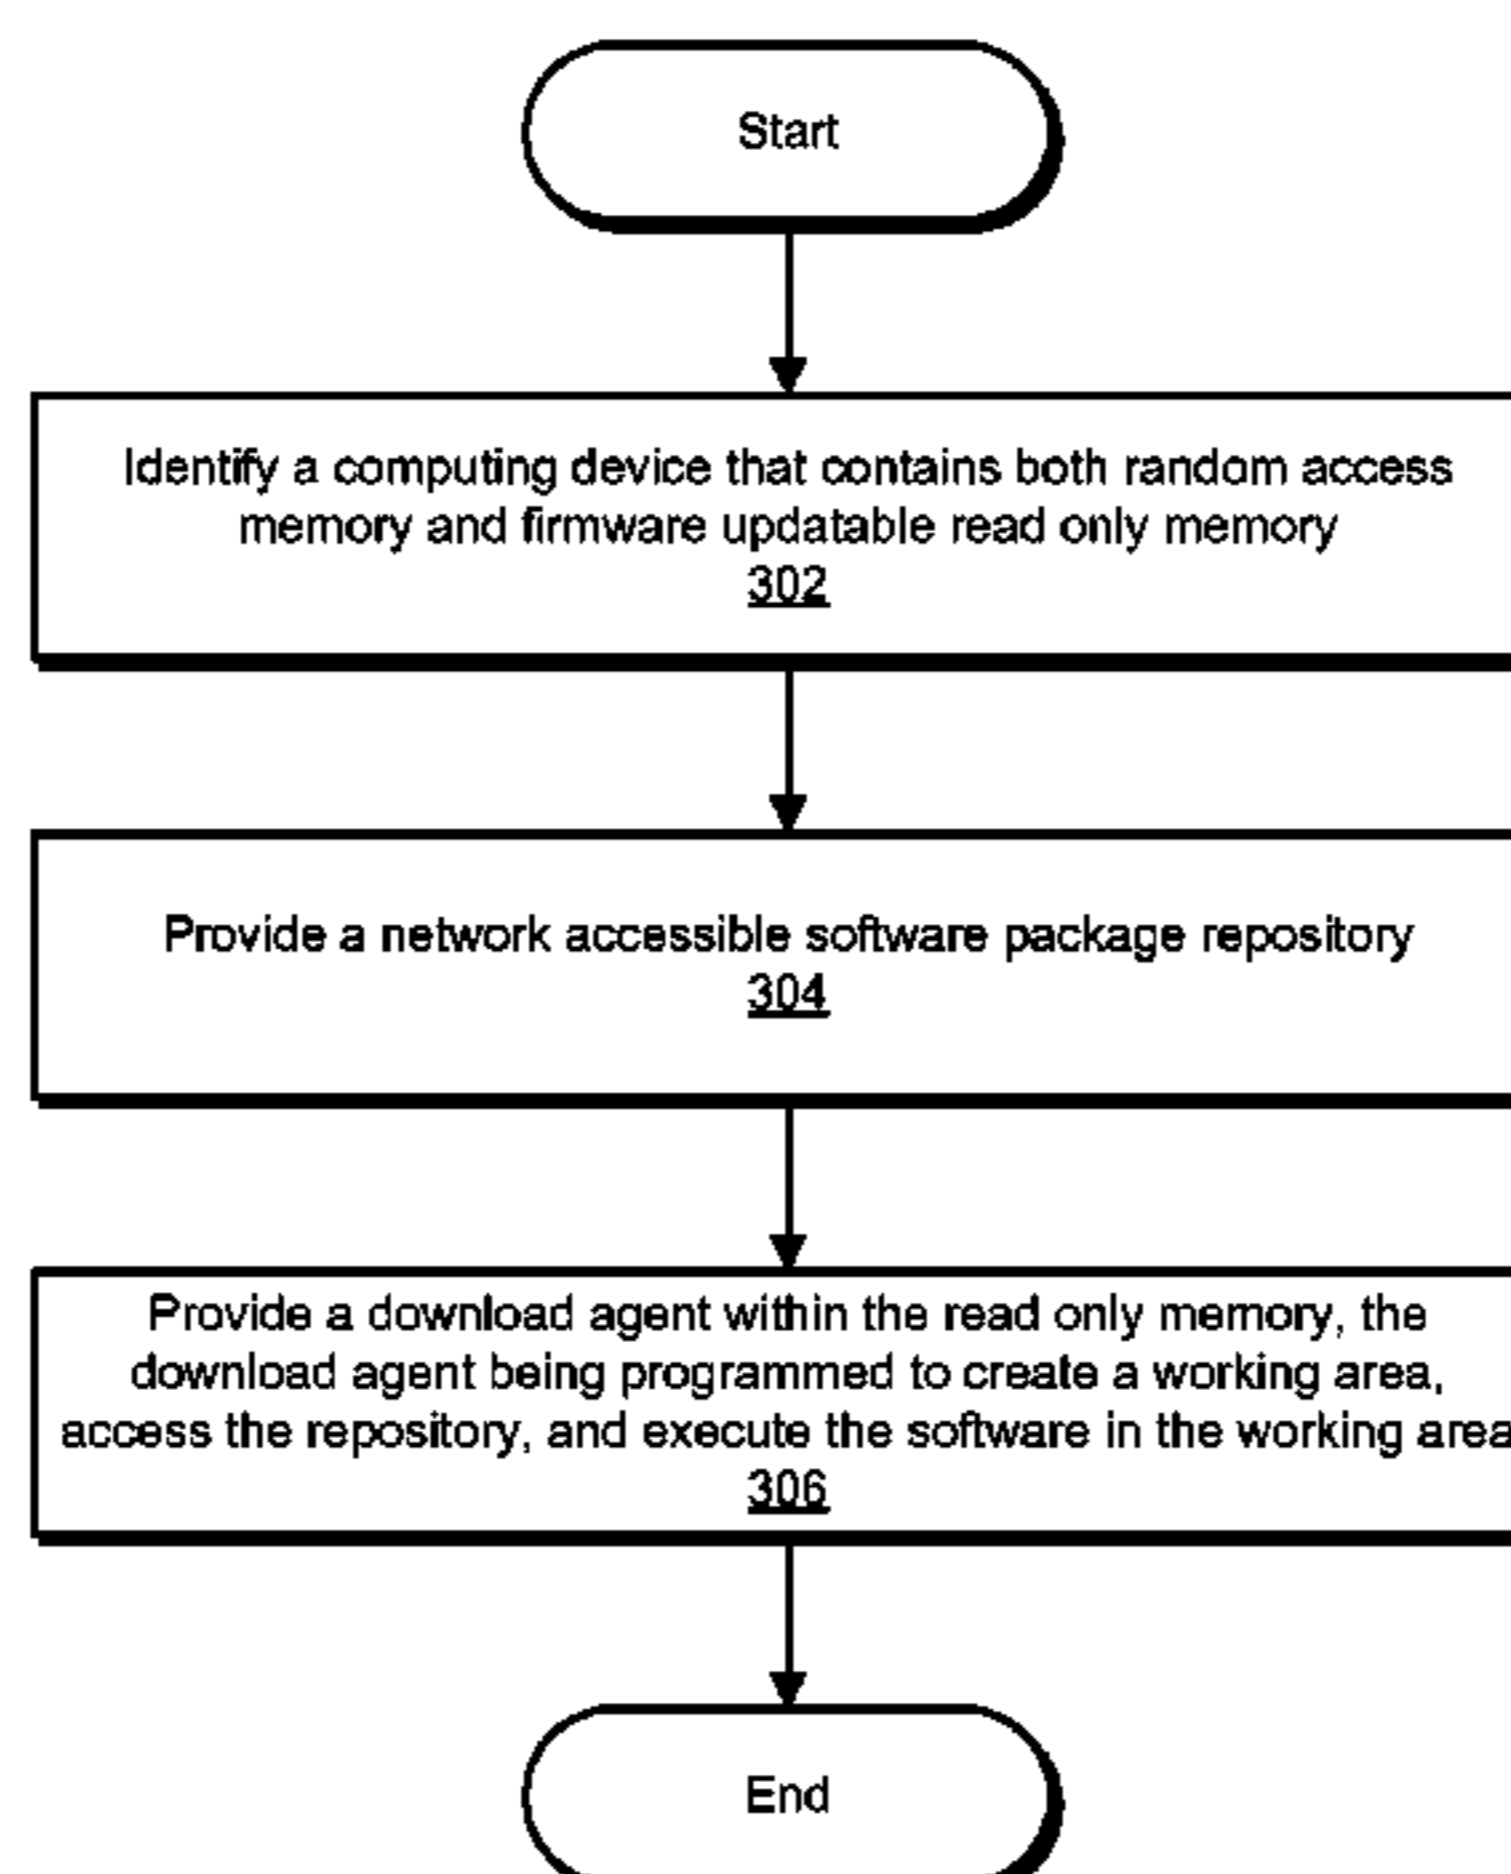 Start
Identify a computing device that contains both random access
memory and firmware updatable read only memory
302
Provide a network accessible software package repository
304
Provide a download agent within the read only memory, the
download agent being programmed to create a working area,
access the repository, and execute the software in the working area
306
End